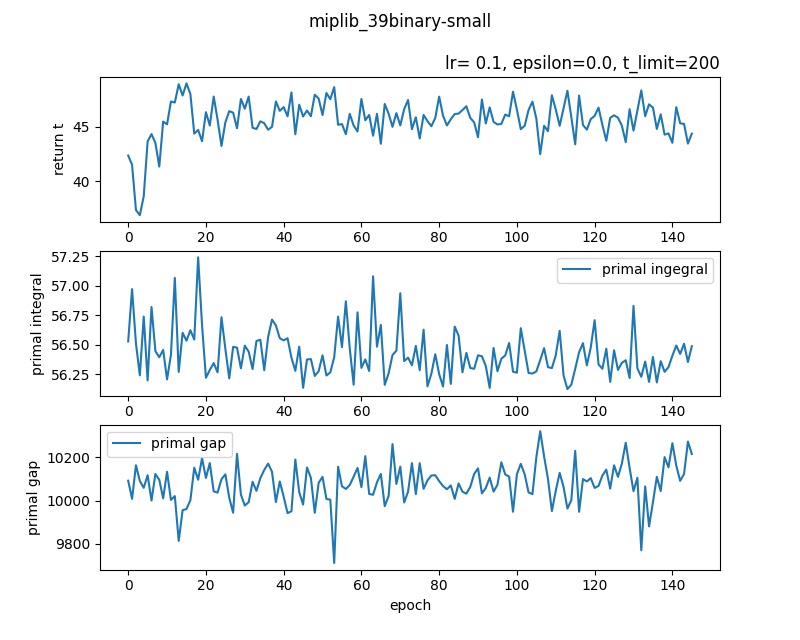 miplib_39binary-small
lr= 0.1, epsilon=0.0, t_limit=200
return t
45
40
0 20 40 60 80 100 120 140
primal integral
57.25
57.00
56.75
56.50
56.25
primal ingegral
0 20 40 60 80 100 120 140
primal gap
10200
10000
9800
primal gap
0 20 40 60 80 100 120 140
epoch